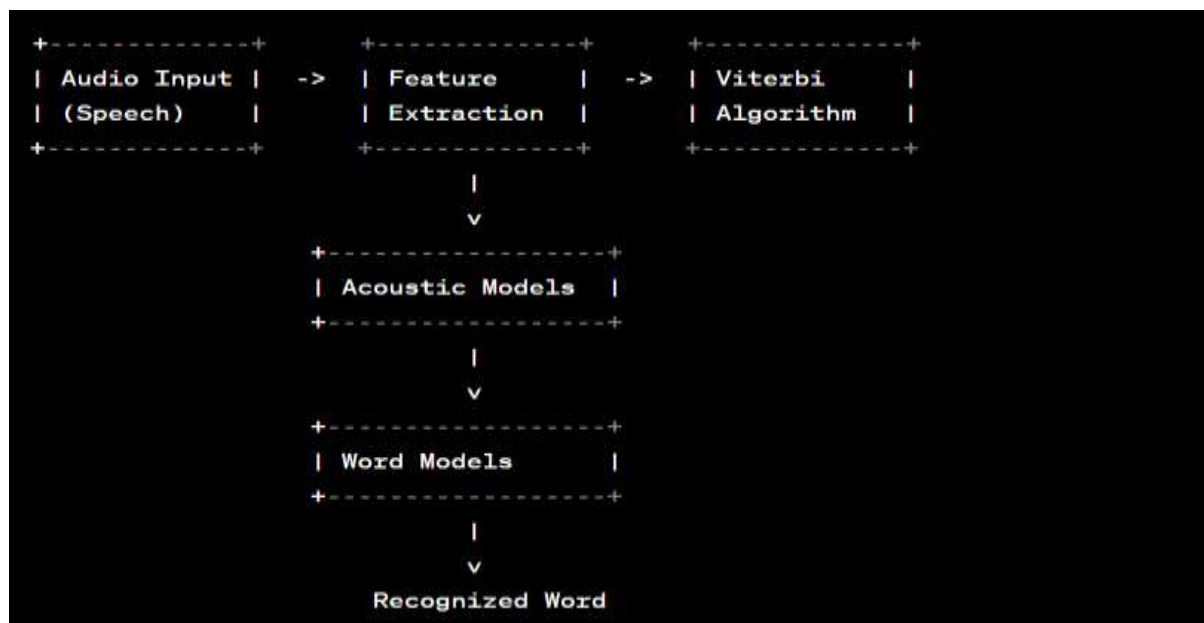 +-------------+ +-------------+ +-------------+
| Audio Input | -> | Feature | -> | Viterbi |
| (Speech) | | Extraction | | Algorithm |
+-------------+ +-------------+ +-------------+
|
v
+------------------+
| Acoustic Models |
+------------------+
|
v
+------------------+
| Word Models |
+------------------+
|
v
Recognized Word